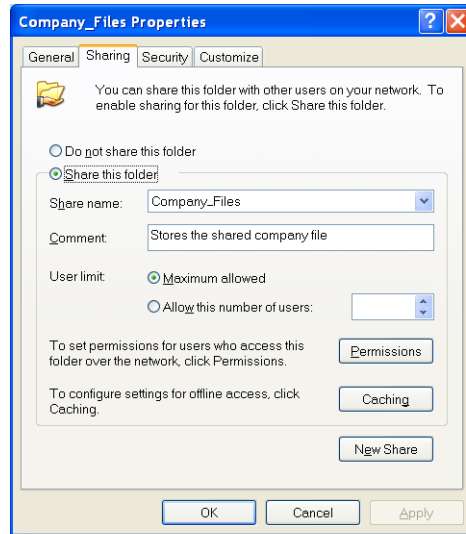 Company_Files Properties
General Sharing Security Customize
You can share this folder with other users on your network. To
enable sharing for this folder, click Share this folder.
Do not share this folder
Share this folder
Share name: Company_Files
Comment: Stores the shared company file
User limit: Maximum allowed
Allow this number of users:
To set permissions for users who access this
folder over the network, click Permissions.
Permissions
To configure settings for offline access, click
Caching.
Caching
New Share
OK Cancel Apply